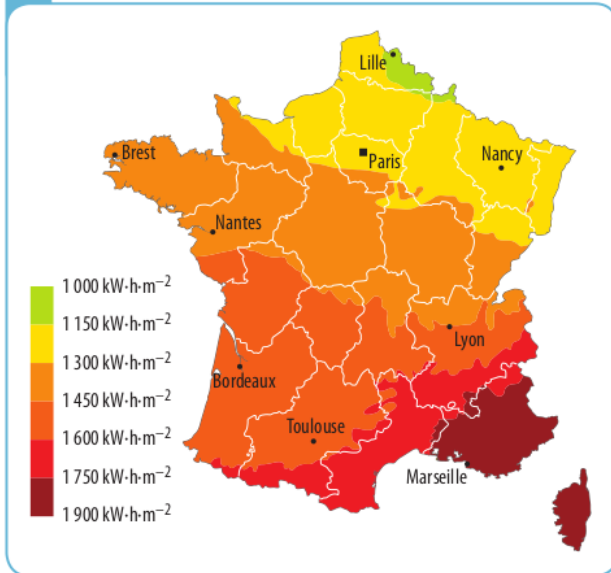 Lille
Brest
Paris
Nancy
Nantes
1 000 kW·h·m⁻²
1 150 kW·h·m⁻²
1 300 kW·h·m⁻²
1 450 kW·h·m⁻²
1 600 kW·h·m⁻²
1 750 kW·h·m⁻²
1 900 kW·h·m⁻²
Lyon
Bordeaux
Toulouse
Marseille